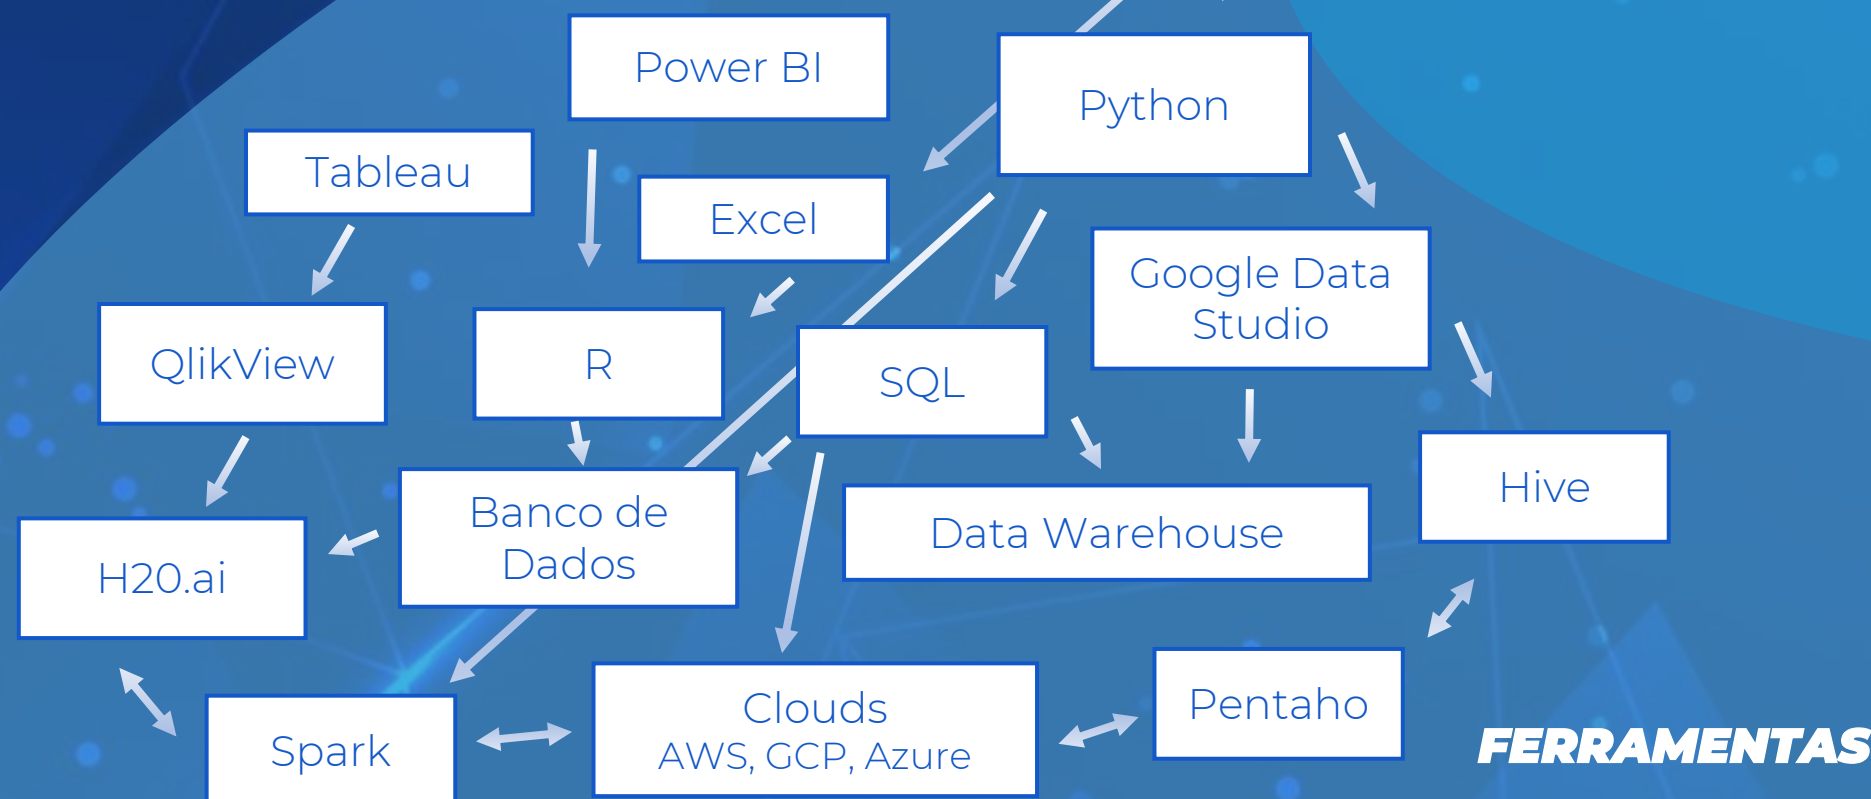 Power BI
Python
Tableau
Excel
Google Data
Studio
QlikView
R
SQL
Hive
Banco de
Dados
Data Warehouse
H20.ai
Clouds
AWS, GCP, Azure
Pentaho
Spark
FERRAMENTAS